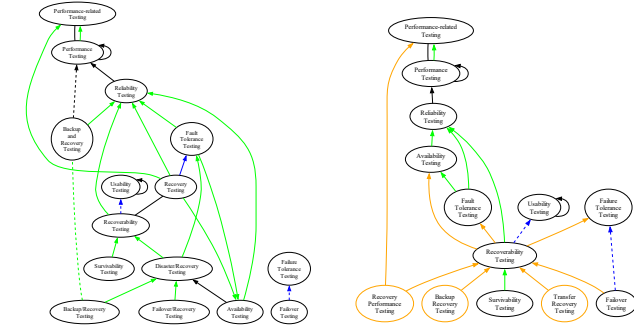 Performance-related
Testing
Performance
Testing
Reliability
Testing
Backup
and
Recovery
Testing
Fault
Tolerance
Testing
Usability
Testing
Recovery
Testing
Recoverability
Testing
Survivability
Testing
Disaster/Recovery
Testing
Failure
Tolerance
Testing
Backup/Recovery
Testing
Failover/Recovery
Testing
Availability
Testing
Failover
Testing
Performance-related
Testing
Performance
Testing
Reliability
Testing
Availability
Testing
Fault
Tolerance
Testing
Usability
Testing
Failure
Tolerance
Testing
Recoverability
Testing
Recovery
Performance
Testing
Backup
Recovery
Testing
Survivability
Testing
Transfer
Recovery
Testing
Failover
Testing